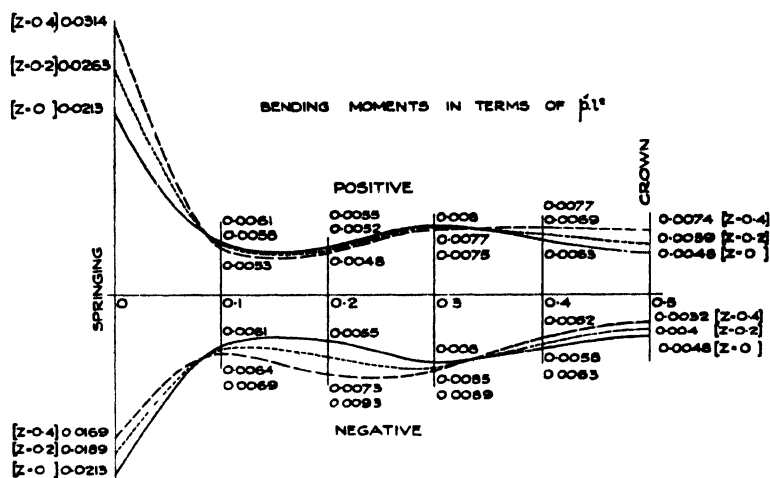 [Z=0.4] 0.0314
[Z=0.2] 0.0263
[Z=0 ] 0.0213
BENDING MOMENTS IN TERMS OF
POSITIVE
CROWN
SPRINGING
0.0061
0.0058
0.0053
0.0055
0.0052
0.0048
0.008
0.0077
0.0075
0.0077
0.0069
0.0063
0.0074 [Z=0.4]
0.0059 [Z=0.2]
0.0048 [Z=0 ]
0 0.1 0.2 0.3 0.4 0.5
0.0061
0.0064
0.0069
0.0055
0.0073
0.0093
0.008
0.0085
0.0089
0.0052
0.0058
0.0063
0.0032 [Z=0.4]
0.004 [Z=0.2]
0.0048 [Z=0 ]
NEGATIVE
[Z=0.4] 0.0169
[Z=0.2] 0.0189
[Z=0 ] 0.0213